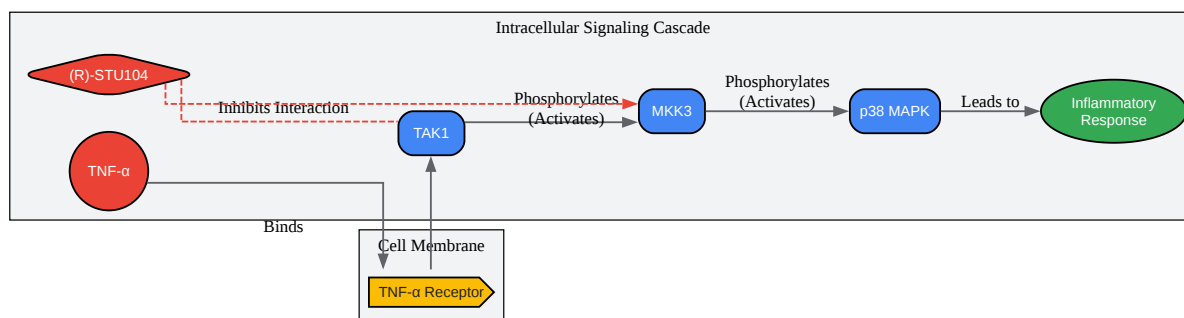 Intracellular Signaling Cascade
(R)-STU104
Inhibits Interaction
Phosphorylates
(Activates)
TAK1
MKK3
Phosphorylates
(Activates)
p38 MAPK
Leads to
Inflammatory
Response
TNF-α
Binds
Cell Membrane
TNF-α Receptor